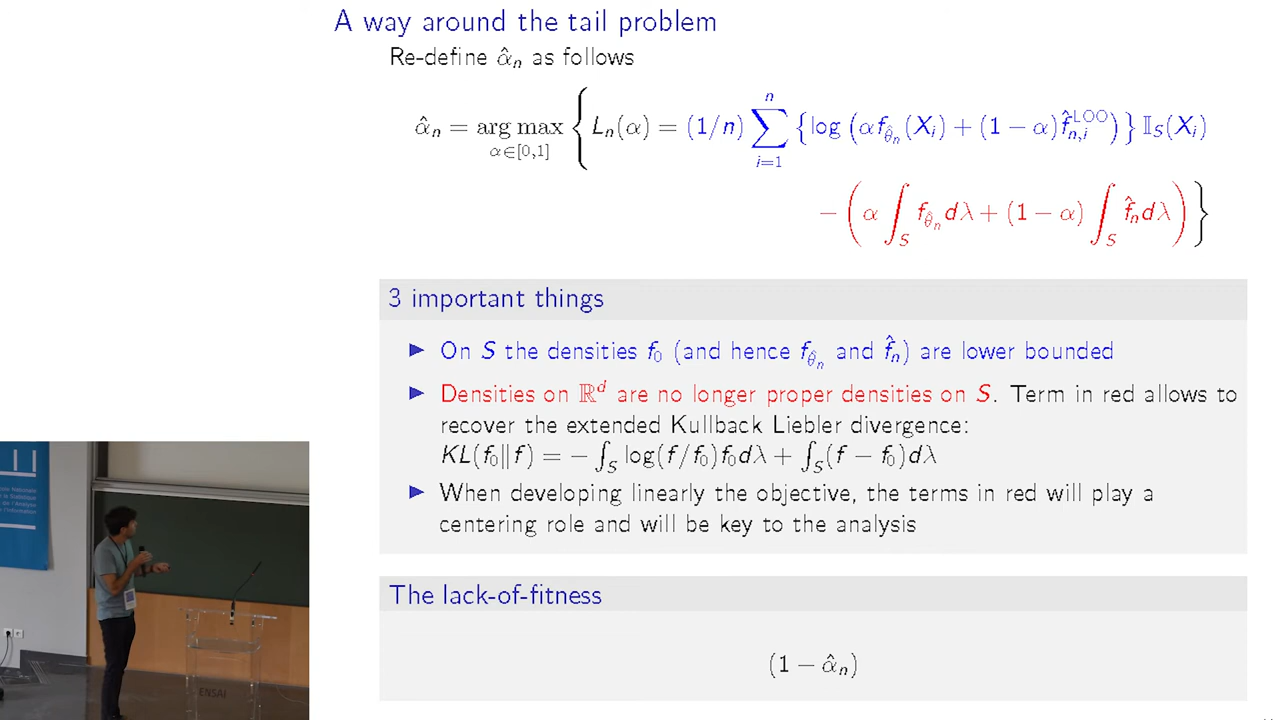 A way around the tail problem
Re-define α̂ₙ as follows
α̂ₙ = arg max_{α∈[0,1]} { Lₙ(α) = (1/n) ∑_{i=1}^{n} {log (αf_{θ̂ₙ}(Xᵢ) + (1 − α)f̂_{n,i}^{LOO})} 𝕀_S(Xᵢ)
− (α ∫_S f_{θ̂ₙ} dλ + (1 − α) ∫_S f̂ₙ dλ) }
3 important things
▶ On S the densities f₀ (and hence f_{θ̂ₙ} and f̂ₙ) are lower bounded
▶ Densities on ℝᵈ are no longer proper densities on S. Term in red allows to
recover the extended Kullback Liebler divergence:
KL(f₀‖f) = − ∫_S log(f/f₀)f₀dλ + ∫_S(f − f₀)dλ
▶ When developing linearly the objective, the terms in red will play a
centering role and will be key to the analysis
The lack-of-fitness
(1 − α̂ₙ)
ENSAI